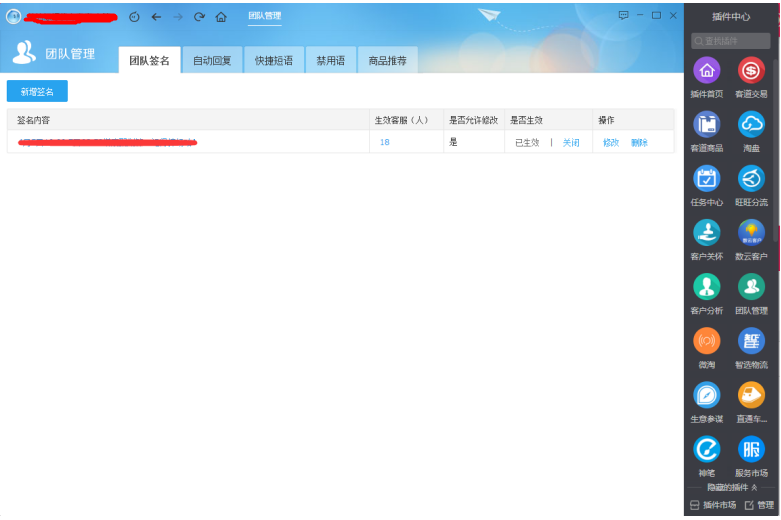 团队管理
插件中心
查找插件
团队管理
团队签名
自动回复
快捷短语
禁用语
商品推荐
新增签名
签名内容
生效客服（人）
是否允许修改
是否生效
操作
18
是
已生效 | 关闭
修改 删除
插件首页
客道交易
客道商品
淘盘
任务中心
旺旺分流
客户关怀
数云客户
客户分析
团队管理
微淘
智选物流
生意参谋
直通车...
神笔
服务市场
隐藏的插件
插件市场
管理